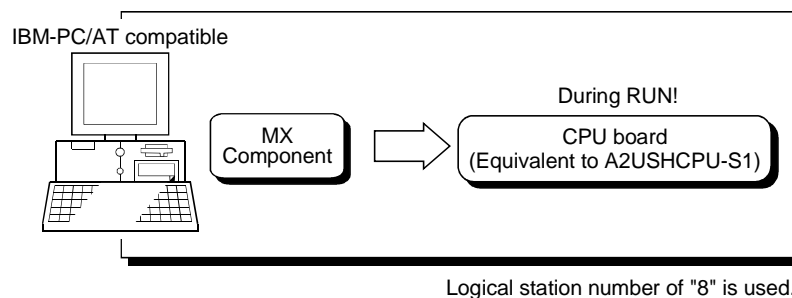 IBM-PC/AT compatible
During RUN!
MX
Component
CPU board
(Equivalent to A2USHCPU-S1)
Logical station number of "8" is used.